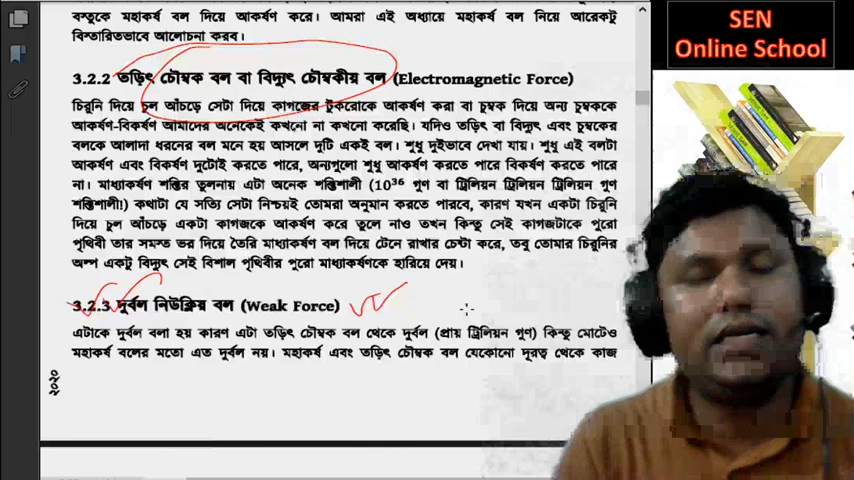 বস্তুকে মহাকর্ষ বল দিয়ে আকর্ষণ করে। আমরা এই অধ্যায়ে মহাকর্ষ বল নিয়ে আরেকটু
বিস্তারিতভাবে আলোচনা করব।
3.2.2 তড়িৎ চৌম্বক বল বা বিদ্যুৎ চৌম্বকীয় বল (Electromagnetic Force)
চিরুনি দিয়ে চুল আঁচড়ে সেটা দিয়ে কাগজের টুকরোকে আকর্ষণ করা বা চুম্বক দিয়ে অন্য চুম্বককে
আকর্ষণ-বিকর্ষণ আমাদের অনেকেই কখনো না কখনো করেছি। যদিও তড়িৎ বা বিদ্যুৎ এবং চুম্বকের
বলকে আলাদা ধরনের বল মনে হয় আসলে দুটি একই বল। শুধু দুইভাবে দেখা যায়। শুধু এই বলটা
আকর্ষণ এবং বিকর্ষণ দুটোই করতে পারে, অন্যগুলো শুধু আকর্ষণ করতে পারে বিকর্ষণ করতে পারে
না। মাধ্যাকর্ষণ শক্তির তুলনায় এটা অনেক শক্তিশালী (10³⁶ গুণ বা ট্রিলিয়ন ট্রিলিয়ন ট্রিলিয়ন গুণ
শক্তিশালী!) কথাটা যে সত্যি সেটা নিশ্চয়ই তোমরা অনুমান করতে পারবে, কারণ যখন একটা চিরুনি
দিয়ে চুল আঁচড়ে একটা কাগজকে আকর্ষণ করে তুলে নাও তখন কিন্তু সেই কাগজটাকে পুরো
পৃথিবী তার সমস্ত ভর দিয়ে তৈরি মাধ্যাকর্ষণ বল দিয়ে টেনে রাখার চেষ্টা করে, তবু তোমার চিরুনির
অল্প একটু বিদ্যুৎ সেই বিশাল পৃথিবীর পুরো মাধ্যাকর্ষণকে হারিয়ে দেয়।
3.2.3 দুর্বল নিউক্লিয় বল (Weak Force)
এটাকে দুর্বল বলা হয় কারণ এটা তড়িৎ চৌম্বক বল থেকে দুর্বল (প্রায় ট্রিলিয়ন গুণ) কিন্তু মোটেও
মহাকর্ষ বলের মতো এত দুর্বল নয়। মহাকর্ষ এবং তড়িৎ চৌম্বক বল যেকোনো দূরত্ব থেকে কাজ
২০২০
SEN
Online School